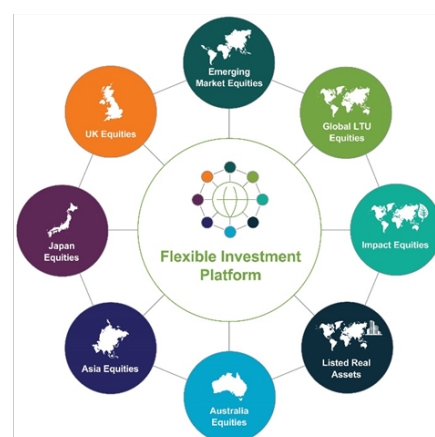 Emerging
Market Equities
Global LTU
Equities
Impact Equities
Listed Real
Assets
Australia
Equities
Asia Equities
Japan
Equities
UK Equities
Flexible Investment
Platform